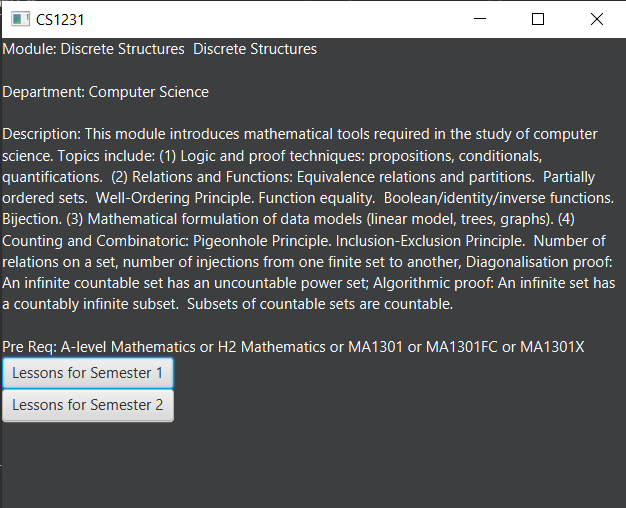 CS1231
Module: Discrete Structures  Discrete Structures
Department: Computer Science
Description: This module introduces mathematical tools required in the study of computer
science. Topics include: (1) Logic and proof techniques: propositions, conditionals,
quantifications.  (2) Relations and Functions: Equivalence relations and partitions.  Partially
ordered sets.  Well-Ordering Principle. Function equality.  Boolean/identity/inverse functions.
Bijection. (3) Mathematical formulation of data models (linear model, trees, graphs). (4)
Counting and Combinatoric: Pigeonhole Principle. Inclusion-Exclusion Principle.  Number of
relations on a set, number of injections from one finite set to another, Diagonalisation proof:
An infinite countable set has an uncountable power set; Algorithmic proof: An infinite set has
a countably infinite subset.  Subsets of countable sets are countable.
Pre Req: A-level Mathematics or H2 Mathematics or MA1301 or MA1301FC or MA1301X
Lessons for Semester 1
Lessons for Semester 2